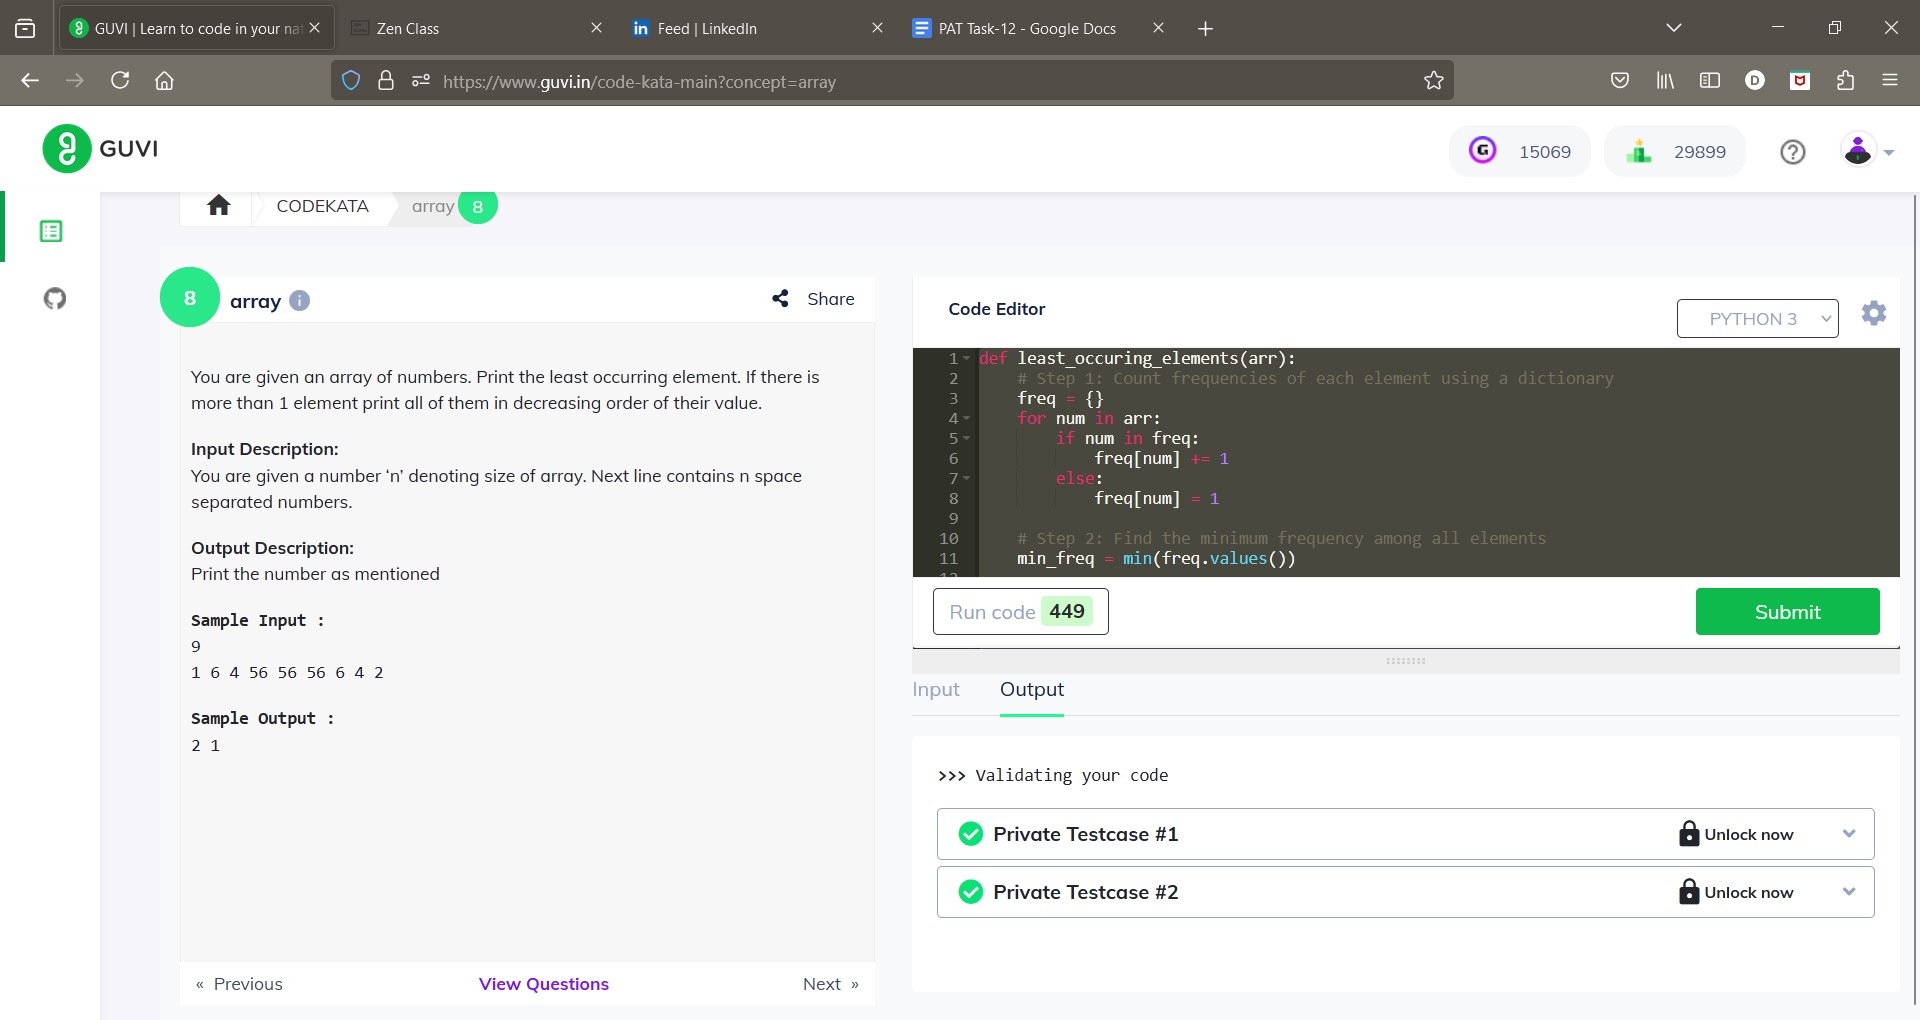 GUVI | Learn to code in your nat
Zen Class
Feed | LinkedIn
PAT Task-12 - Google Docs
https://www.guvi.in/code-kata-main?concept=array
D
GUVI
G 15069
29899
CODEKATA
array 8
8 array i
Share
You are given an array of numbers. Print the least occurring element. If there is
more than 1 element print all of them in decreasing order of their value.
Input Description:
You are given a number ‘n’ denoting size of array. Next line contains n space
separated numbers.
Output Description:
Print the number as mentioned
Sample Input :
9
1 6 4 56 56 56 6 4 2
Sample Output :
2 1
« Previous
View Questions
Next »
Code Editor
PYTHON 3
1 def least_occuring_elements(arr):
2 # Step 1: Count frequencies of each element using a dictionary
3 freq = {}
4 for num in arr:
5 if num in freq:
6 freq[num] += 1
7 else:
8 freq[num] = 1
9
10 # Step 2: Find the minimum frequency among all elements
11 min_freq = min(freq.values())
Run code 449
Submit
Input
Output
>>> Validating your code
Private Testcase #1
Unlock now
Private Testcase #2
Unlock now